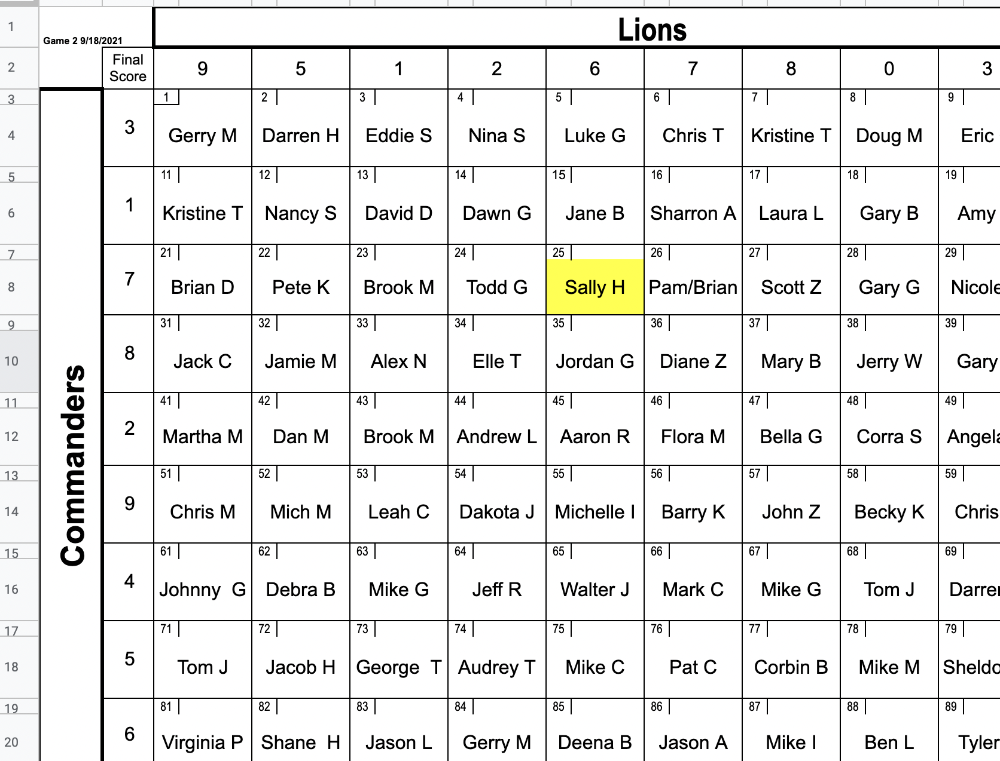 1
Game 2 9/18/2021
Lions
2
Final
Score
9 5 1 2 6 7 8 0 3
3
1 2 3 4 5 6 7 8 9
4
3
Gerry M Darren H Eddie S Nina S Luke G Chris T Kristine T Doug M Eric
5
11 12 13 14 15 16 17 18 19
6
1
Kristine T Nancy S David D Dawn G Jane B Sharron A Laura L Gary B Amy
7
21 22 23 24 25 26 27 28 29
8
7
Brian D Pete K Brook M Todd G Sally H Pam/Brian Scott Z Gary G Nicole
9
31 32 33 34 35 36 37 38 39
10
8
Jack C Jamie M Alex N Elle T Jordan G Diane Z Mary B Jerry W Gary
Commanders
11
41 42 43 44 45 46 47 48 49
12
2
Martha M Dan M Brook M Andrew L Aaron R Flora M Bella G Corra S Angela
13
51 52 53 54 55 56 57 58 59
14
9
Chris M Mich M Leah C Dakota J Michelle I Barry K John Z Becky K Chris
15
61 62 63 64 65 66 67 68 69
16
4
Johnny G Debra B Mike G Jeff R Walter J Mark C Mike G Tom J Darren
17
71 72 73 74 75 76 77 78 79
18
5
Tom J Jacob H George T Audrey T Mike C Pat C Corbin B Mike M Sheldo
19
81 82 83 84 85 86 87 88 89
20
6
Virginia P Shane H Jason L Gerry M Deena B Jason A Mike I Ben L Tyler